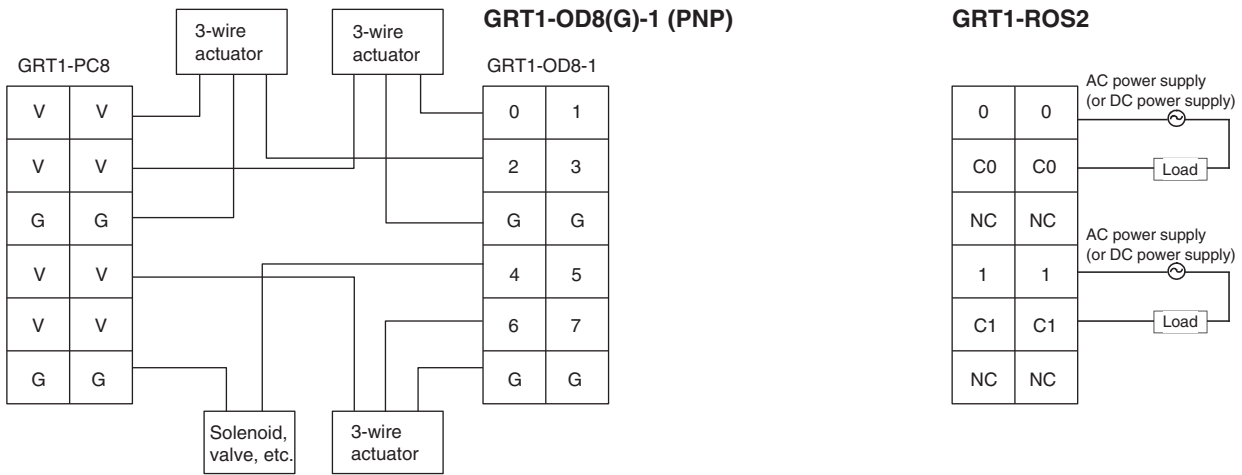 GRT1-OD8(G)-1 (PNP)
GRT1-PC8
3-wire
actuator
3-wire
actuator
GRT1-OD8-1
V V
V V
G G
V V
V V
G G
0 1
2 3
G G
4 5
6 7
G G
Solenoid,
valve, etc.
3-wire
actuator
GRT1-ROS2
0 0
C0 C0
NC NC
1 1
C1 C1
NC NC
AC power supply
(or DC power supply)
Load
AC power supply
(or DC power supply)
Load